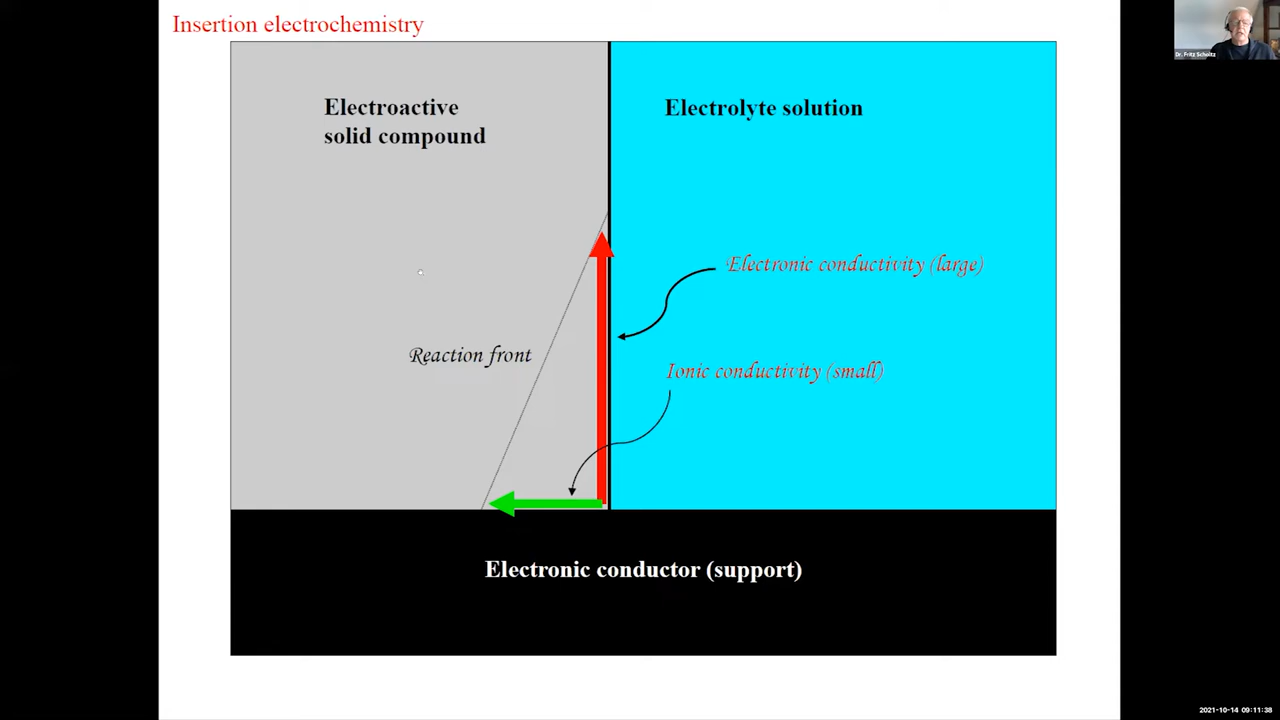 Insertion electrochemistry
Dr. Fritz Scholtz
Electroactive
solid compound
Electrolyte solution
Electronic conductivity (large)
Reaction front
Ionic conductivity (small)
Electronic conductor (support)
2021-10-14 09:11:38